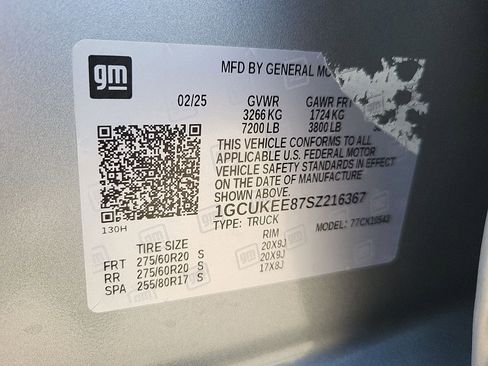 gm
MFD BY GENERAL MO
02/25 GVWR GAWR FRT
3266 KG 1724 KG
7200 LB 3800 LB
THIS VEHICLE CONFORMS TO ALL
APPLICABLE U.S. FEDERAL MOTOR
VEHICLE SAFETY STANDARDS IN EFFECT
ON THE DATE OF MANUFACTURE
SHOWN ABOVE.
1GCUKEE87SZ216367
TYPE: TRUCK MODEL: 77CK10543
130H
TIRE SIZE RIM
FRT 275/60R20 S 20X9J
RR 275/60R20 S 20X9J
SPA 255/80R17 S 17X8J